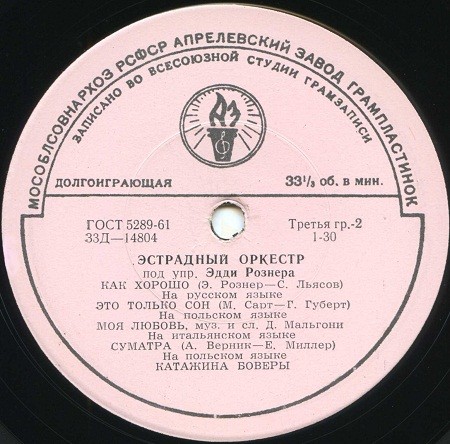 МОСОБЛСОВНАРХОЗ РСФСР АПРЕЛЕВСКИЙ ЗАВОД ГРАМПЛАСТИНОК
ЗАПИСАНО ВО ВСЕСОЮЗНОЙ СТУДИИ ГРАМЗАПИСИ
АЗ
ДОЛГОИГРАЮЩАЯ 33⅓ об. в мин.
ГОСТ 5289-61 Третья гр.-2
33Д—14804 1-30
ЭСТРАДНЫЙ ОРКЕСТР
под упр. Эдди Рознера
КАК ХОРОШО (Э. Рознер—С. Льясов)
На русском языке
ЭТО ТОЛЬКО СОН (М. Сарт—Г. Губерт)
На польском языке
МОЯ ЛЮБОВЬ, муз. и сл. Д. Мальгони
На итальянском языке
СУМАТРА (А. Верник—Е. Миллер)
На польском языке
КАТАЖИНА БОВЕРЫ